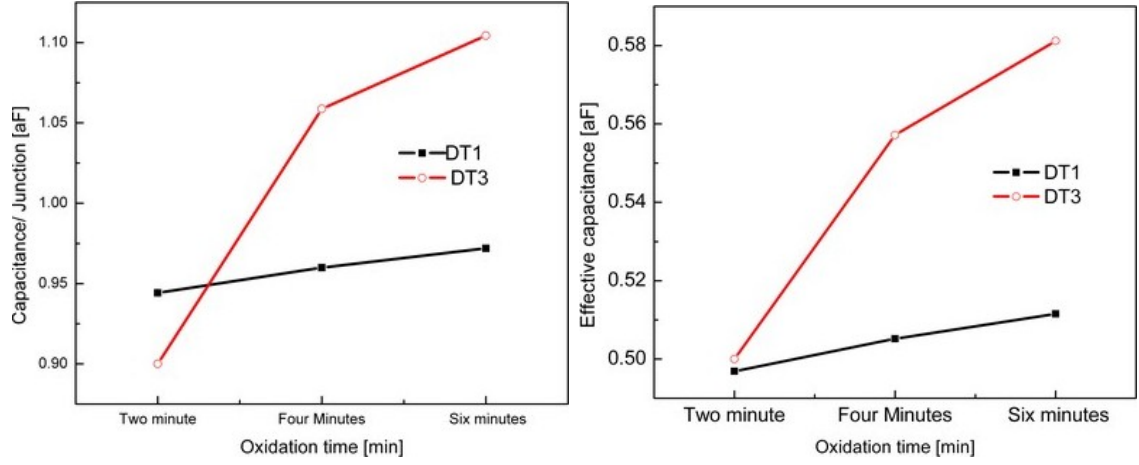 Capacitance/ Junction [aF]
1.10
1.05
1.00
0.95
0.90
DT1
DT3
Two minute Four Minutes Six minutes
Oxidation time [min]
Effective capacitance [aF]
0.58
0.56
0.54
0.52
0.50
DT1
DT3
Two minute Four Minutes Six minutes
Oxidation time [min]